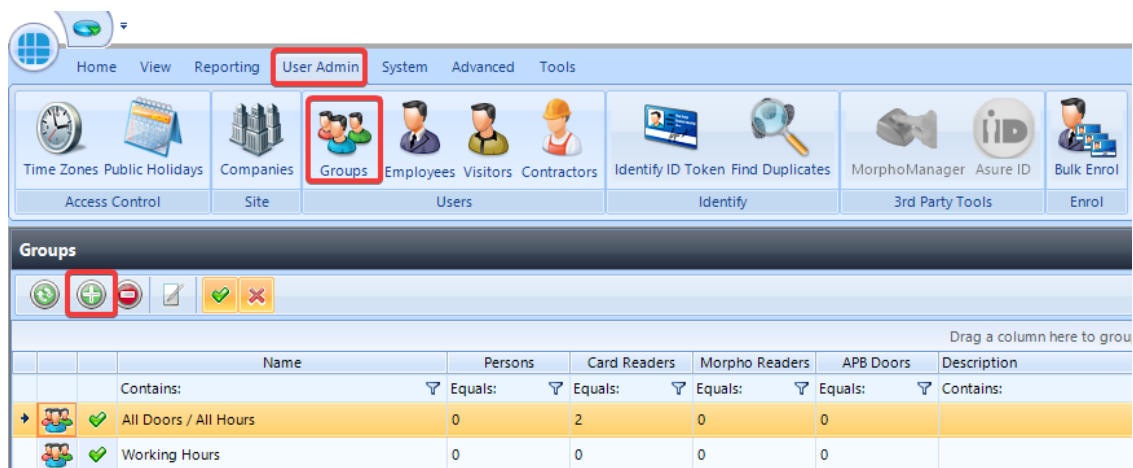 Home View Reporting User Admin System Advanced Tools
Time Zones Public Holidays Companies Groups Employees Visitors Contractors Identify ID Token Find Duplicates MorphoManager Asure ID Bulk Enrol
Access Control Site Users Identify 3rd Party Tools Enrol
Groups
Drag a column here to grou
Name Persons Card Readers Morpho Readers APB Doors Description
Contains: Equals: Equals: Equals: Equals: Contains:
All Doors / All Hours 0 2 0 0
Working Hours 0 0 0 0